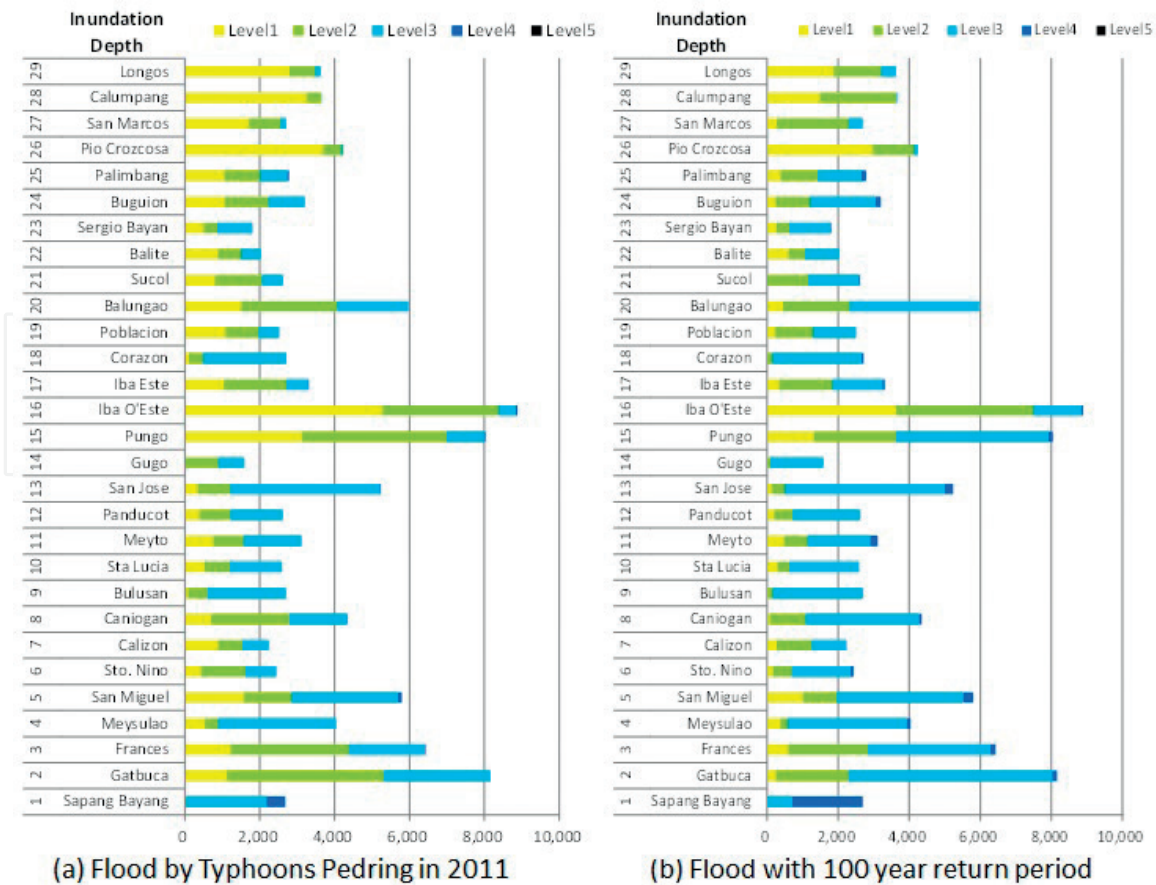 Inundation Depth
Level1 Level2 Level3 Level4 Level5
29 Longos
28 Calumpang
27 San Marcos
26 Pio Crozcosa
25 Palimbang
24 Buguion
23 Sergio Bayan
22 Balite
21 Sucol
20 Balungao
19 Poblacion
18 Corazon
17 Iba Este
16 Iba O'Este
15 Pungo
14 Gugo
13 San Jose
12 Panducot
11 Meyto
10 Sta Lucia
9 Bulusan
8 Caniogan
7 Calizon
6 Sto. Nino
5 San Miguel
4 Meysulao
3 Frances
2 Gatbuca
1 Sapang Bayang
0 2,000 4,000 6,000 8,000 10,000
(a) Flood by Typhoons Pedring in 2011
Inundation Depth
Level1 Level2 Level3 Level4 Level5
29 Longos
28 Calumpang
27 San Marcos
26 Pio Crozcosa
25 Palimbang
24 Buguion
23 Sergio Bayan
22 Balite
21 Sucol
20 Balungao
19 Poblacion
18 Corazon
17 Iba Este
16 Iba O'Este
15 Pungo
14 Gugo
13 San Jose
12 Panducot
11 Meyto
10 Sta Lucia
9 Bulusan
8 Caniogan
7 Calizon
6 Sto. Nino
5 San Miguel
4 Meysulao
3 Frances
2 Gatbuca
1 Sapang Bayang
0 2,000 4,000 6,000 8,000 10,000
(b) Flood with 100 year return period